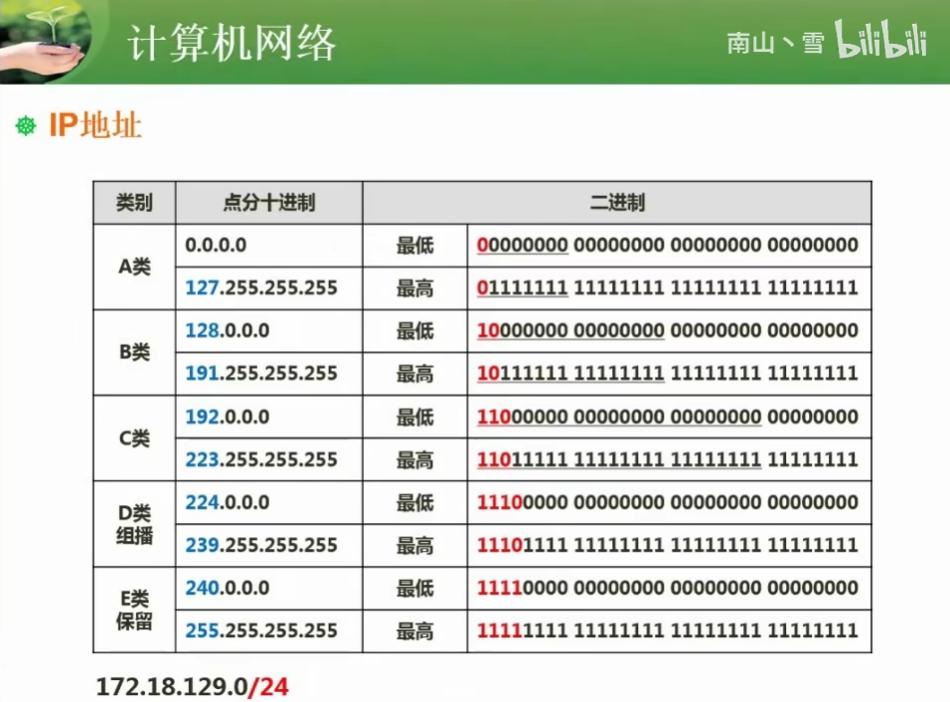 计算机网络
南山丶雪 bilibili
IP地址
类别 点分十进制 二进制
A类 0.0.0.0 最低 00000000 00000000 00000000 00000000
127.255.255.255 最高 01111111 11111111 11111111 11111111
B类 128.0.0.0 最低 10000000 00000000 00000000 00000000
191.255.255.255 最高 10111111 11111111 11111111 11111111
C类 192.0.0.0 最低 11000000 00000000 00000000 00000000
223.255.255.255 最高 11011111 11111111 11111111 11111111
D类 组播 224.0.0.0 最低 11100000 00000000 00000000 00000000
239.255.255.255 最高 11101111 11111111 11111111 11111111
E类 保留 240.0.0.0 最低 11110000 00000000 00000000 00000000
255.255.255.255 最高 11111111 11111111 11111111 11111111
172.18.129.0/24